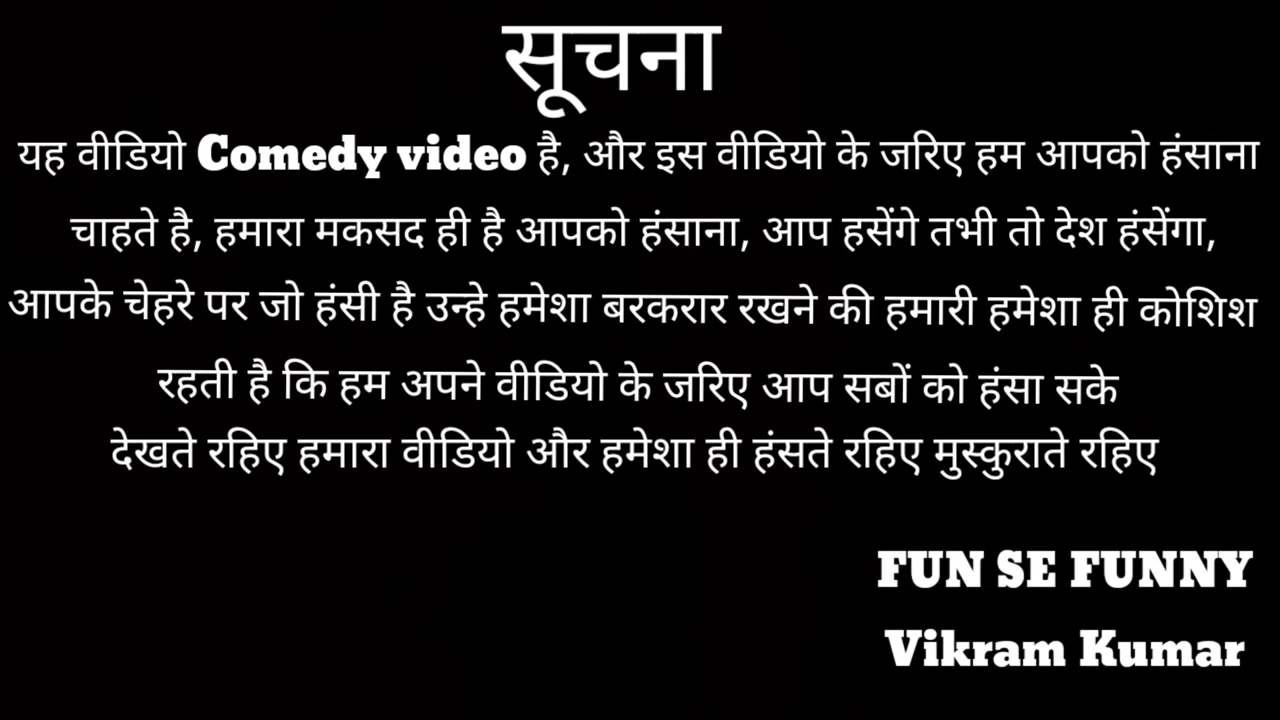 सूचना
यह वीडियो Comedy video है, और इस वीडियो के जरिए हम आपको हंसाना
चाहते है, हमारा मकसद ही है आपको हंसाना, आप हसेंगे तभी तो देश हंसेंगा,
आपके चेहरे पर जो हंसी है उन्हे हमेशा बरकरार रखने की हमारी हमेशा ही कोशिश
रहती है कि हम अपने वीडियो के जरिए आप सबों को हंसा सके
देखते रहिए हमारा वीडियो और हमेशा ही हंसते रहिए मुस्कुराते रहिए
FUN SE FUNNY
Vikram Kumar